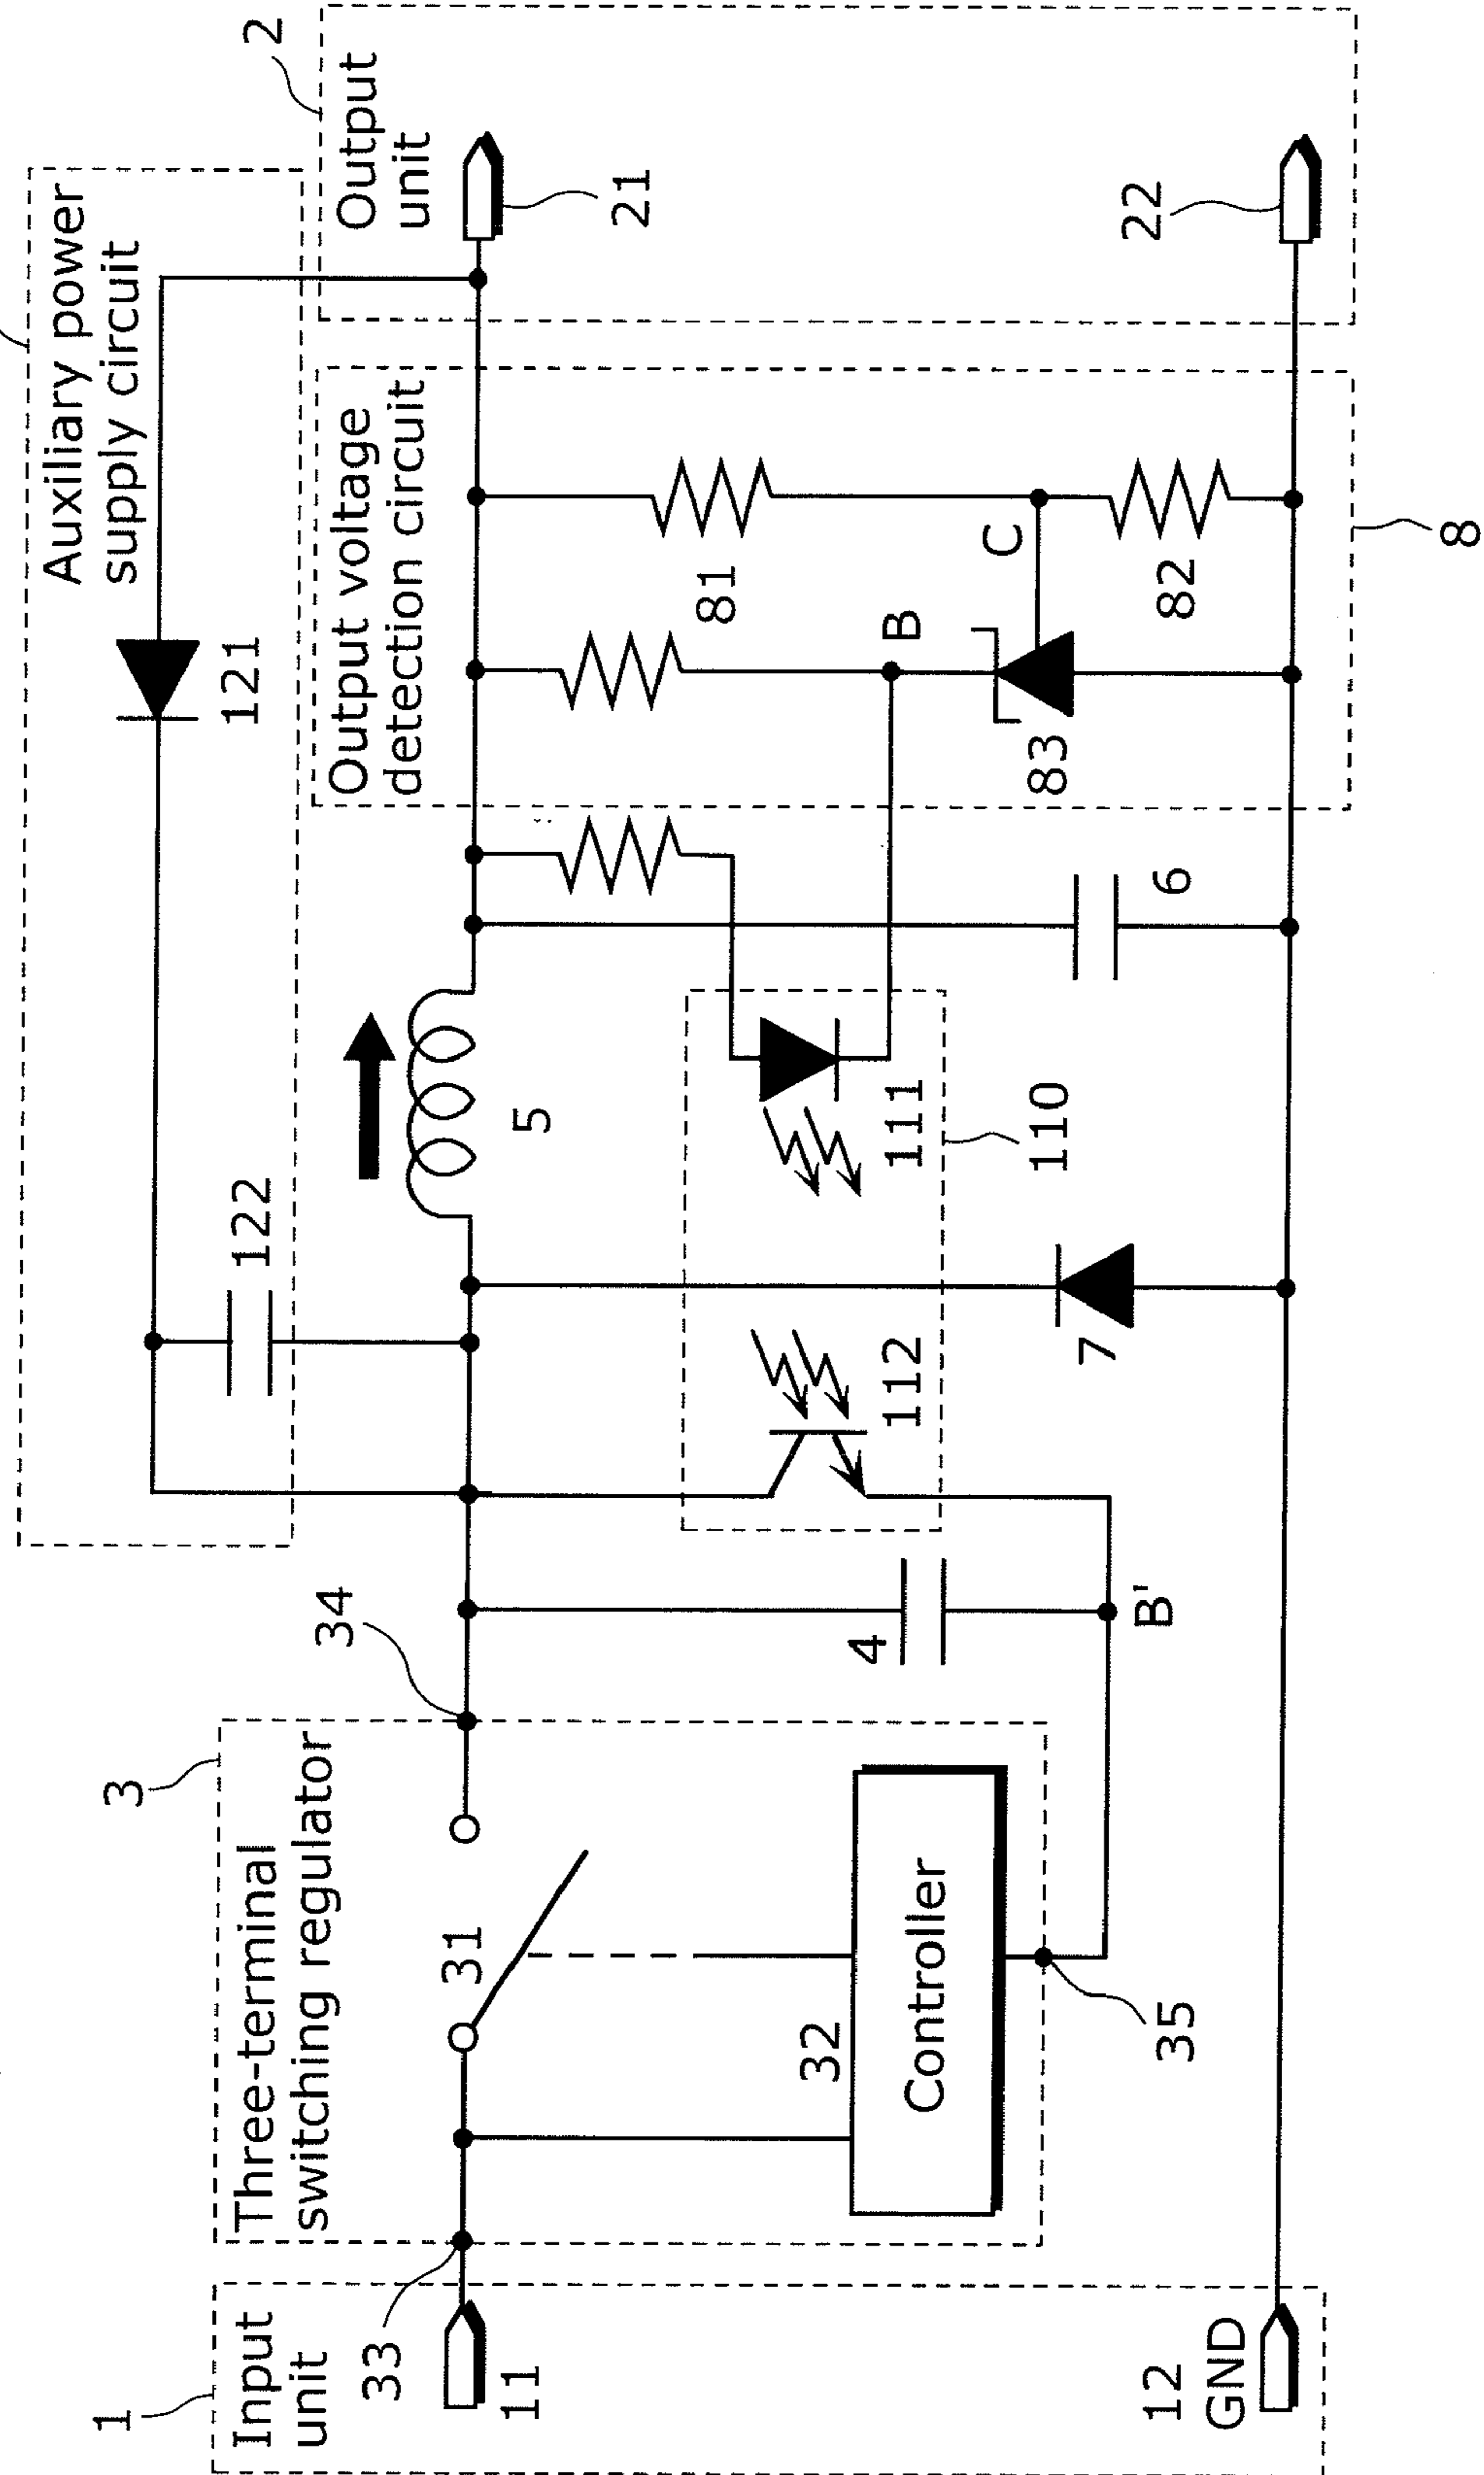 Auxiliary power
supply circuit
121
122
2
Output
unit
21
22
Output voltage
detection circuit
81
B
C
82
83
8
5
6
111
110
112
7
3
Three-terminal
switching regulator
34
31
32
Controller
35
4
B'
1
Input
unit
33
11
12
GND